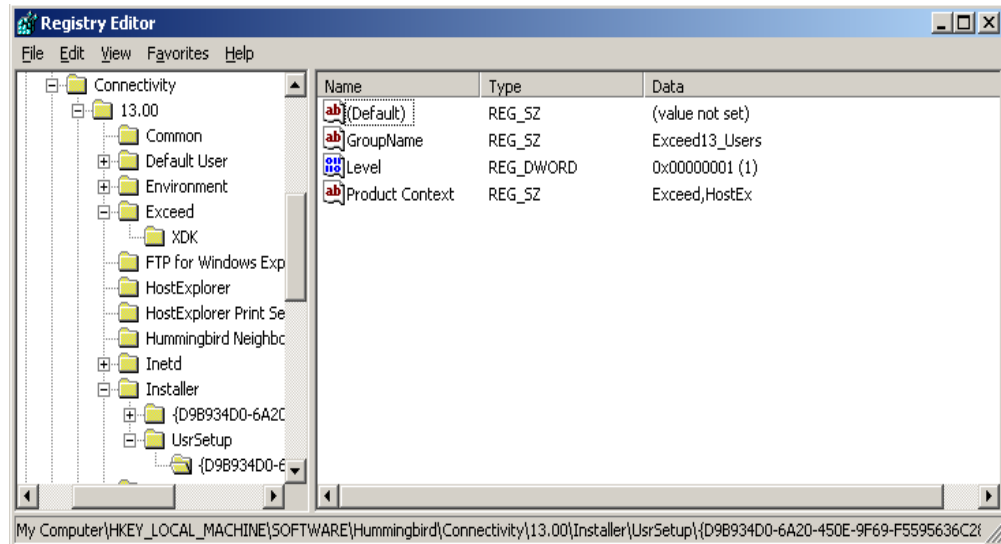 Registry Editor
File Edit View Favorites Help
Connectivity
13.00
Common
Default User
Environment
Exceed
XDK
FTP for Windows Exp
HostExplorer
HostExplorer Print Se
Hummingbird Neighbo
Inetd
Installer
{D9B934D0-6A20
UsrSetup
{D9B934D0-6
Name Type Data
(Default) REG_SZ (value not set)
GroupName REG_SZ Exceed13_Users
Level REG_DWORD 0x00000001 (1)
Product Context REG_SZ Exceed,HostEx
My Computer\HKEY_LOCAL_MACHINE\SOFTWARE\Hummingbird\Connectivity\13.00\Installer\UsrSetup\{D9B934D0-6A20-450E-9F69-F5595636C28